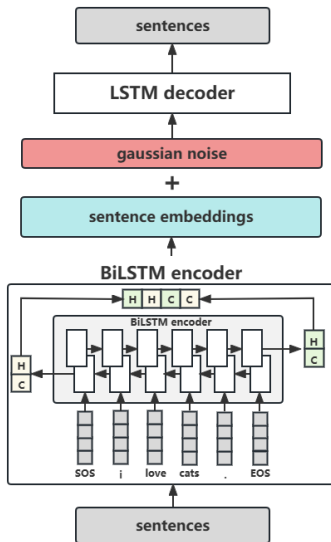 sentences
LSTM decoder
gaussian noise
+
sentence embeddings
BiLSTM encoder
H H C C
BiLSTM encoder
H
C
H
C
SOS i love cats . EOS
sentences